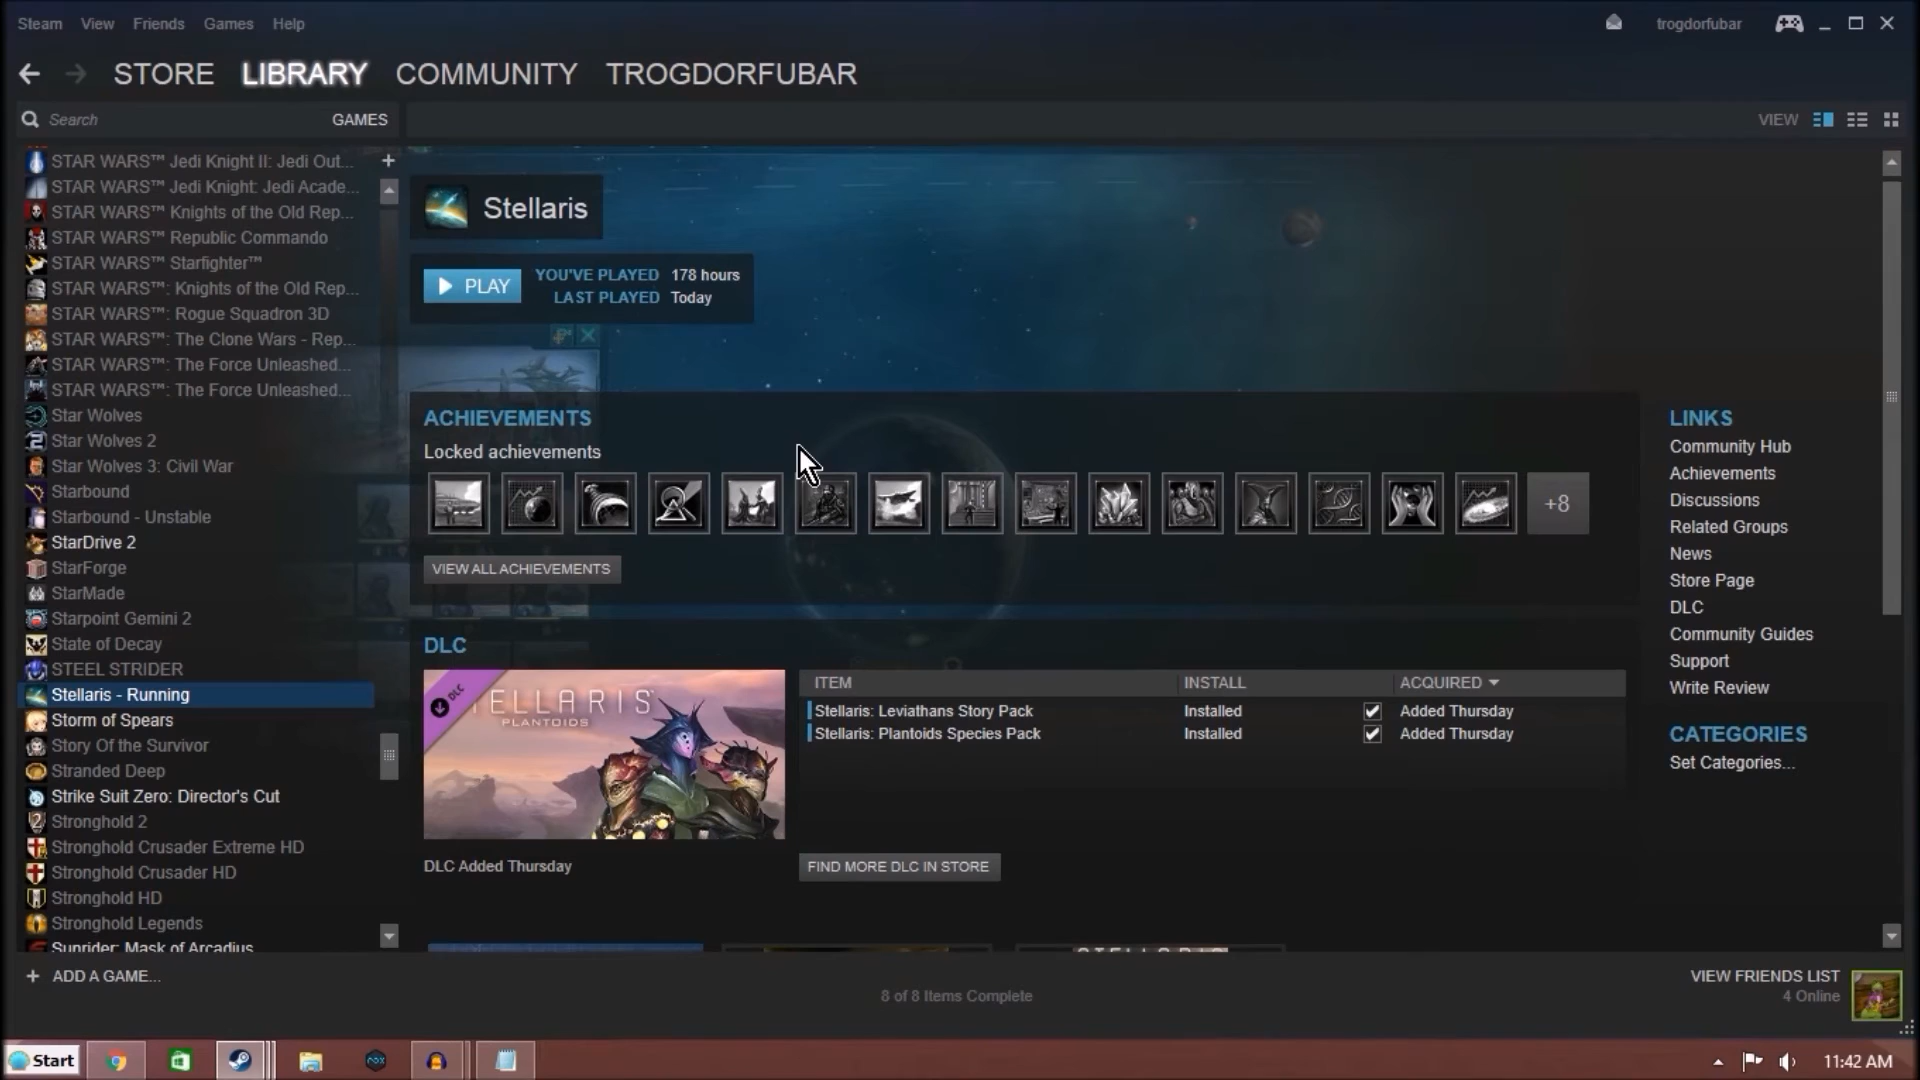 Steam View Friends Games Help
trogdorfubar
STORE LIBRARY COMMUNITY TROGDORFUBAR
Search GAMES
VIEW
STAR WARS™ Jedi Knight II: Jedi Out...
STAR WARS™ Jedi Knight: Jedi Acade...
STAR WARS™ Knights of the Old Rep...
STAR WARS™ Republic Commando
STAR WARS™ Starfighter™
STAR WARS™: Knights of the Old Rep...
STAR WARS™: Rogue Squadron 3D
STAR WARS™: The Clone Wars - Rep...
STAR WARS™: The Force Unleashed...
STAR WARS™: The Force Unleashed...
Star Wolves
Star Wolves 2
Star Wolves 3: Civil War
Starbound
Starbound - Unstable
StarDrive 2
StarForge
StarMade
Starpoint Gemini 2
State of Decay
STEEL STRIDER
Stellaris - Running
Storm of Spears
Story Of the Survivor
Stranded Deep
Strike Suit Zero: Director's Cut
Stronghold 2
Stronghold Crusader Extreme HD
Stronghold Crusader HD
Stronghold HD
Stronghold Legends
Sunrider: Mask of Arcadius
+ ADD A GAME...
Stellaris
PLAY
YOU'VE PLAYED 178 hours
LAST PLAYED Today
ACHIEVEMENTS
Locked achievements
+8
VIEW ALL ACHIEVEMENTS
DLC
DLC
STELLARIS
PLANTOIDS
DLC Added Thursday
ITEM INSTALL ACQUIRED
Stellaris: Leviathans Story Pack Installed Added Thursday
Stellaris: Plantoids Species Pack Installed Added Thursday
FIND MORE DLC IN STORE
STELLARIS
LINKS
Community Hub
Achievements
Discussions
Related Groups
News
Store Page
DLC
Community Guides
Support
Write Review
CATEGORIES
Set Categories...
8 of 8 Items Complete
VIEW FRIENDS LIST
4 Online
Start
nox
11:42 AM